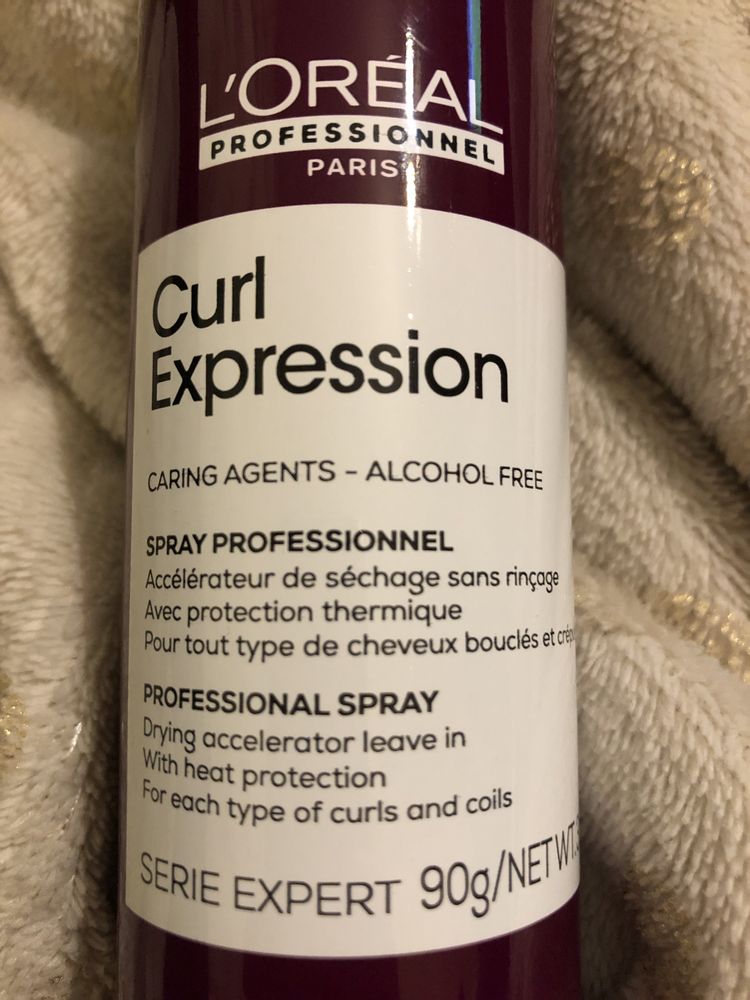 L'ORÉAL
PROFESSIONNEL
PARIS
Curl
Expression
CARING AGENTS - ALCOHOL FREE
SPRAY PROFESSIONNEL
Accélérateur de séchage sans rinçage
Avec protection thermique
Pour tout type de cheveux bouclés et
PROFESSIONAL SPRAY
Drying accelerator leave in
With heat protection
For each type of curls and coils
SERIE EXPERT 90g/NET WT.